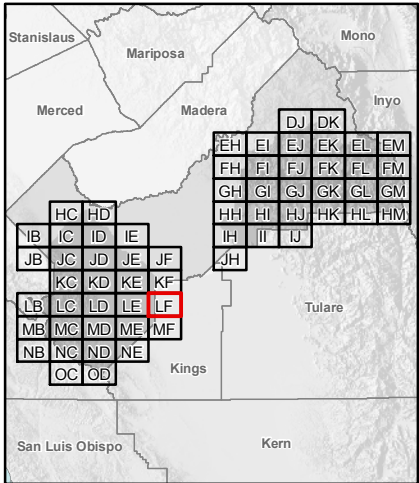 Stanislaus
Mono
Mariposa
Inyo
Merced
Madera
DJ DK
EH EI EJ EK EL EM
FH FI FJ FK FL FM
GH GI GJ GK GL GM
HC HD HH HI HJ HK HL HM
IB IC ID IE IH II IJ
JB JC JD JE JF JH
KC KD KE KF
LB LC LD LE LF
Tulare
MB MC MD ME MF
NB NC ND NE
Kings
OC OD
San Luis Obispo
Kern